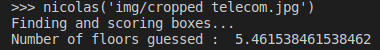 >>> nicolas('img/cropped telecom.jpg')
Finding and scoring boxes...
Number of floors guessed :  5.461538461538462